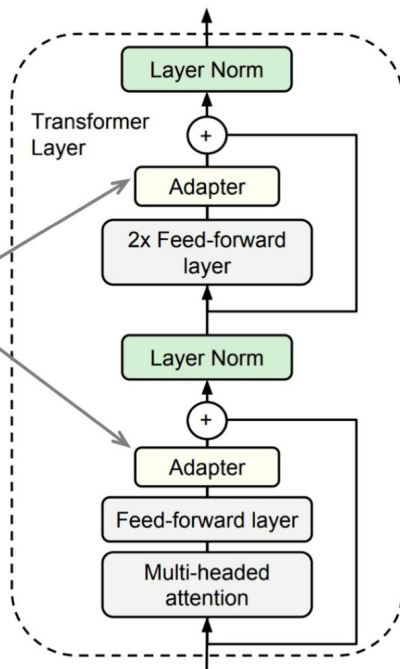 Layer Norm
Transformer
Layer
+
Adapter
2x Feed-forward
layer
Layer Norm
+
Adapter
Feed-forward layer
Multi-headed
attention